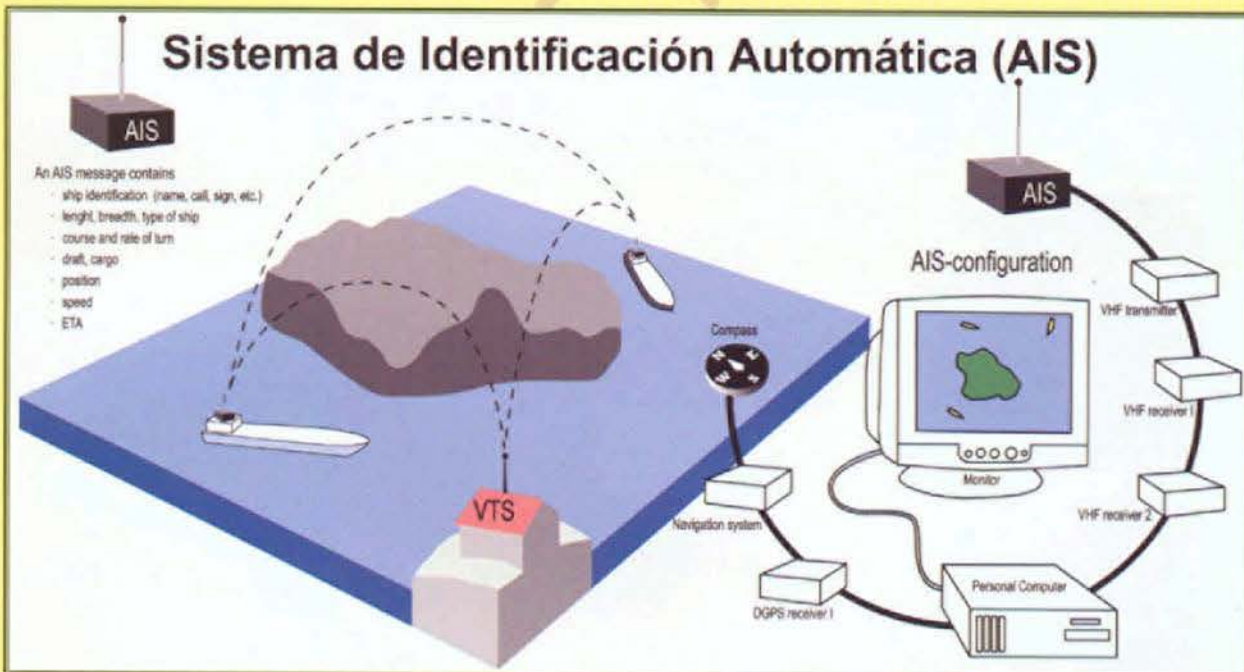 Sistema de Identificación Automática (AIS)
AIS
An AIS message contains
· ship identification (name, call, sign, etc.)
· lenght, breadth, type of ship
· course and rate of turn
· draft, cargo
· position
· speed
· ETA
VTS
AIS
AIS-configuration
VHF transmitter
Compass
N
E
W
S
VHF receiver I
Monitor
Navigation system
VHF receiver 2
DGPS receiver I
Personal Computer